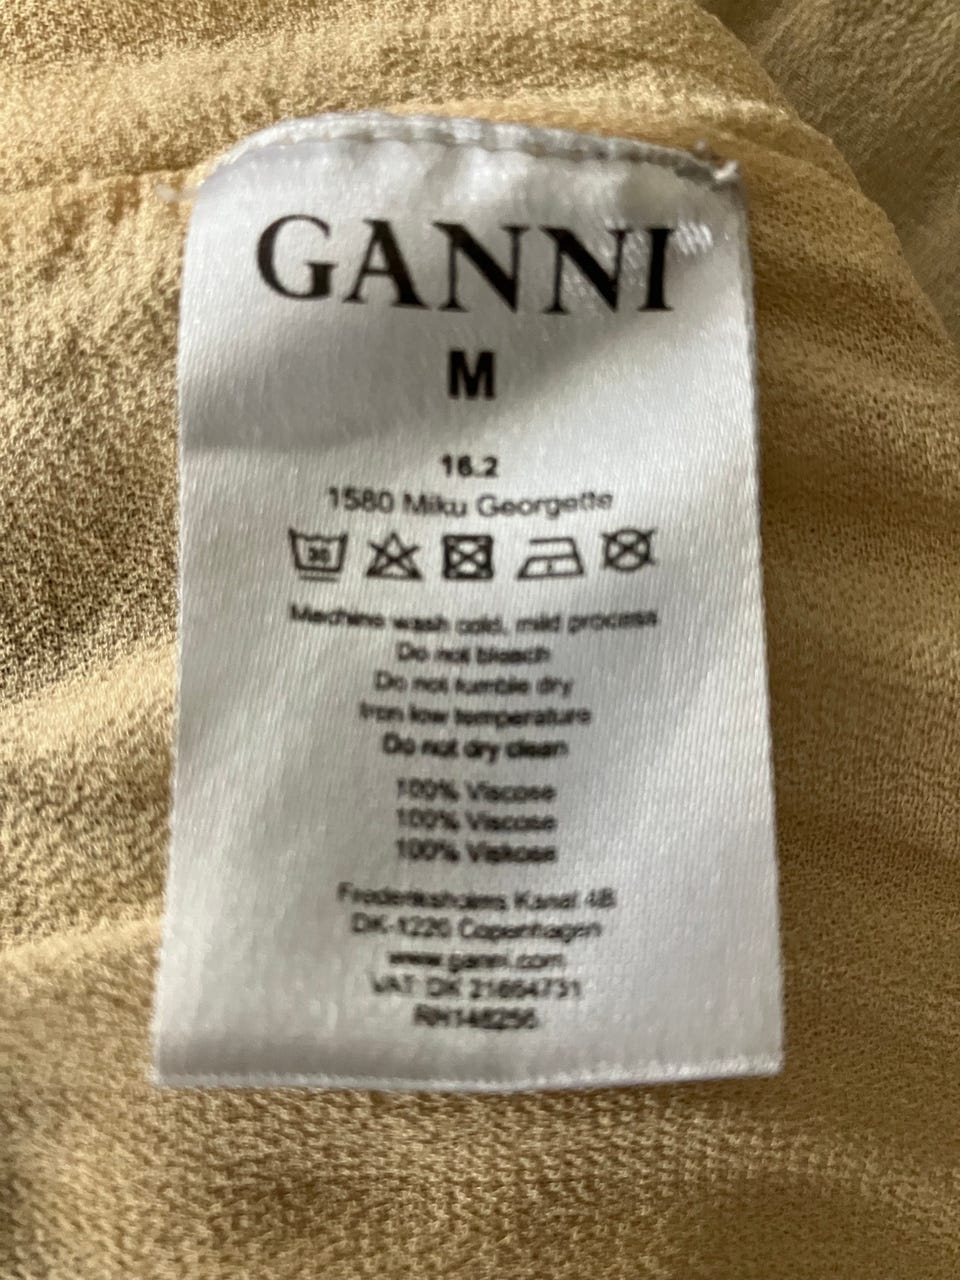 GANNI
M
16.2
1580 Miku Georgette
30
Machine wash cold, mild process
Do not bleach
Do not tumble dry
Iron low temperature
Do not dry clean
100% Viscose
100% Viscose
100% Viskose
Frederiksholms Kanal 4B
DK-1220 Copenhagen
www.ganni.com
VAT: DK 21664731
RN148256